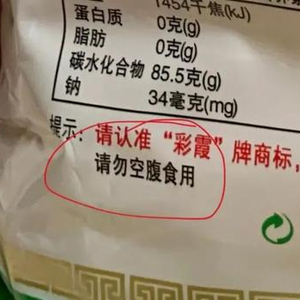 1454千焦(KJ)
蛋白质 0克(g)
脂肪 0克(g)
碳水化合物 85.5克(g)
钠 34毫克(mg)
提示: 请认准“彩霞”牌商标,
请勿空腹食用